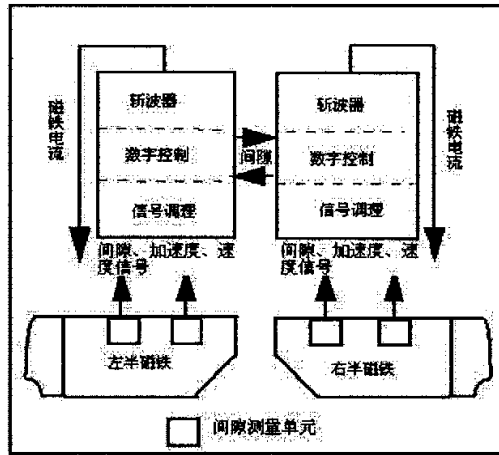 磁铁电流
斩波器
数字控制
信号调理
间隙
斩波器
数字控制
信号调理
磁铁电流
间隙、加速度、速
度信号
间隙、加速度、速
度信号
左半磁铁
右半磁铁
间隙测量单元